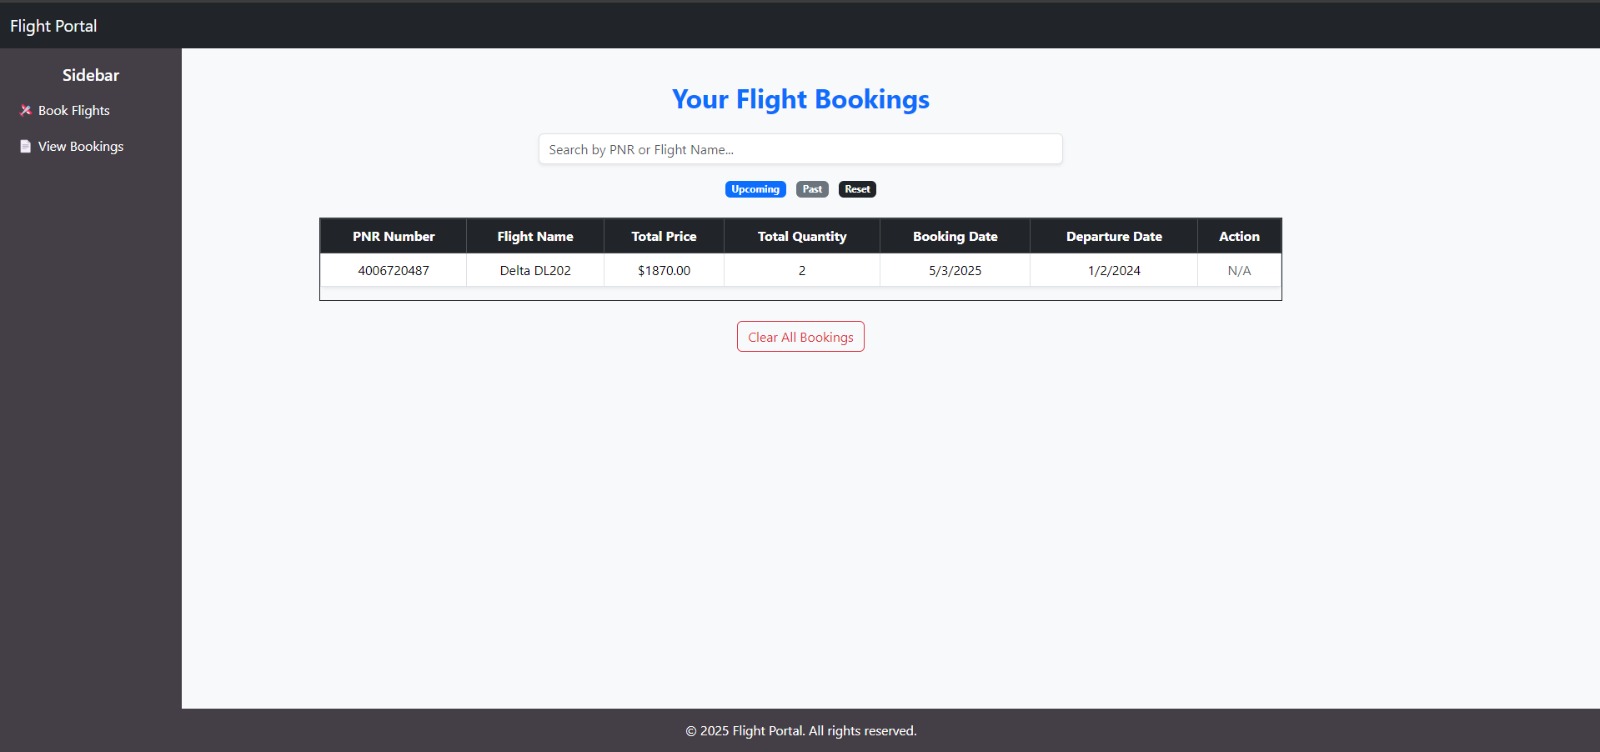 Flight Portal
Sidebar
Book Flights
View Bookings
Your Flight Bookings
Search by PNR or Flight Name...
Upcoming Past Reset
PNR Number Flight Name Total Price Total Quantity Booking Date Departure Date Action
4006720487 Delta DL202 $1870.00 2 5/3/2025 1/2/2024 N/A
Clear All Bookings
© 2025 Flight Portal. All rights reserved.